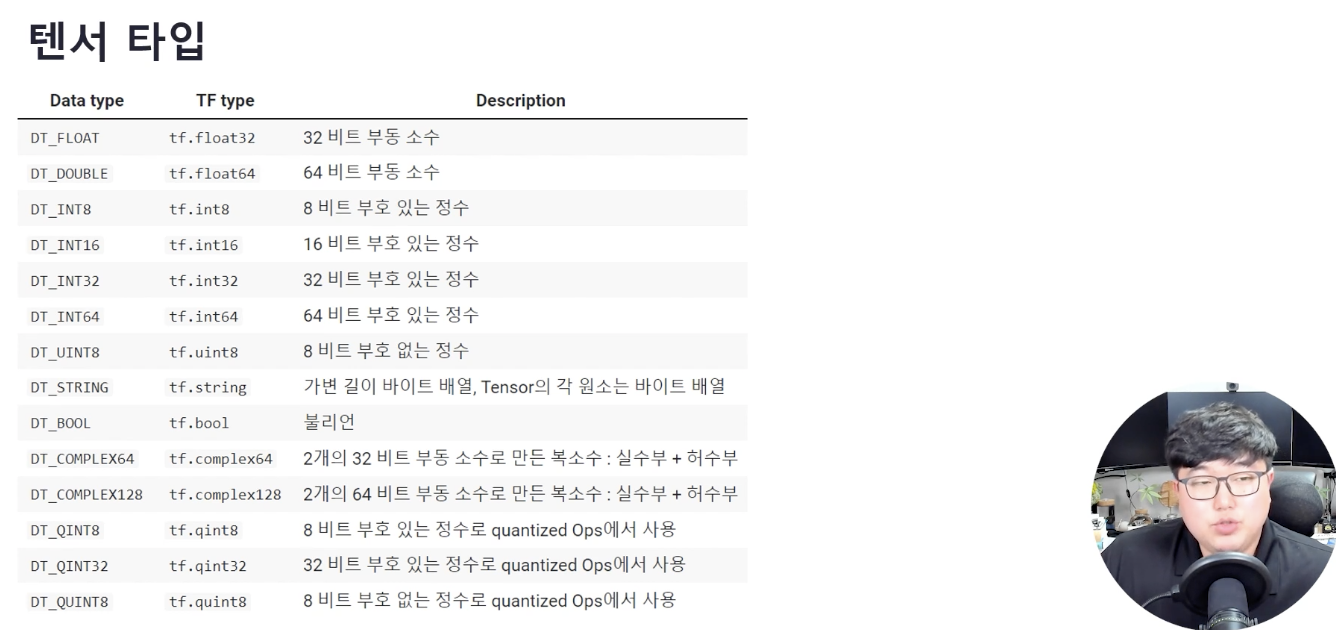 텐서 타입
Data type TF type Description
DT_FLOAT tf.float32 32 비트 부동 소수
DT_DOUBLE tf.float64 64 비트 부동 소수
DT_INT8 tf.int8 8 비트 부호 있는 정수
DT_INT16 tf.int16 16 비트 부호 있는 정수
DT_INT32 tf.int32 32 비트 부호 있는 정수
DT_INT64 tf.int64 64 비트 부호 있는 정수
DT_UINT8 tf.uint8 8 비트 부호 없는 정수
DT_STRING tf.string 가변 길이 바이트 배열, Tensor의 각 원소는 바이트 배열
DT_BOOL tf.bool 불리언
DT_COMPLEX64 tf.complex64 2개의 32 비트 부동 소수로 만든 복소수 : 실수부 + 허수부
DT_COMPLEX128 tf.complex128 2개의 64 비트 부동 소수로 만든 복소수 : 실수부 + 허수부
DT_QINT8 tf.qint8 8 비트 부호 있는 정수로 quantized Ops에서 사용
DT_QINT32 tf.qint32 32 비트 부호 있는 정수로 quantized Ops에서 사용
DT_QUINT8 tf.quint8 8 비트 부호 없는 정수로 quantized Ops에서 사용